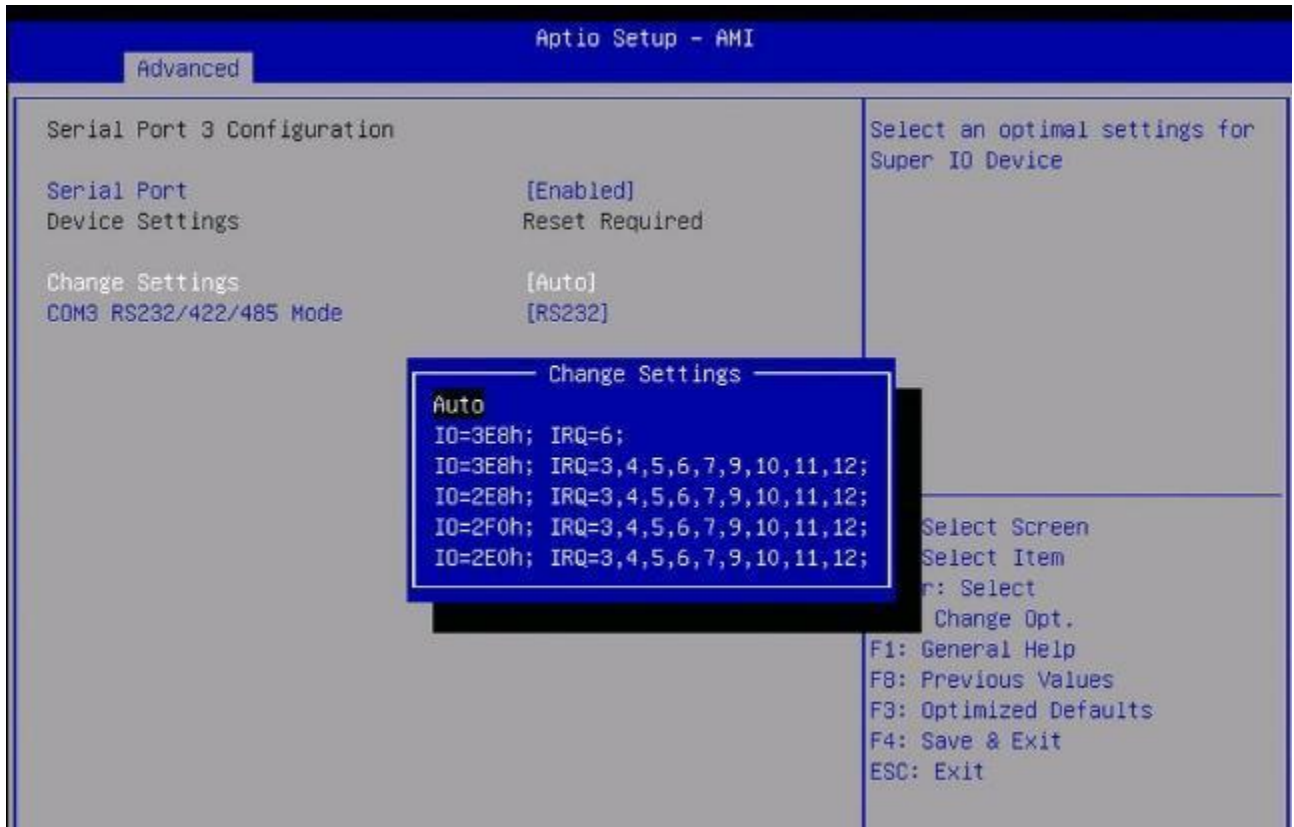 Aptio Setup – AMI
Advanced
Serial Port 3 Configuration
Serial Port [Enabled]
Device Settings Reset Required
Change Settings [Auto]
COM3 RS232/422/485 Mode [RS232]
Change Settings
Auto
IO=3E8h; IRQ=6;
IO=3E8h; IRQ=3,4,5,6,7,9,10,11,12;
IO=2E8h; IRQ=3,4,5,6,7,9,10,11,12;
IO=2F0h; IRQ=3,4,5,6,7,9,10,11,12;
IO=2E0h; IRQ=3,4,5,6,7,9,10,11,12;
Select an optimal settings for
Super IO Device
Select Screen
Select Item
r: Select
Change Opt.
F1: General Help
F8: Previous Values
F3: Optimized Defaults
F4: Save & Exit
ESC: Exit